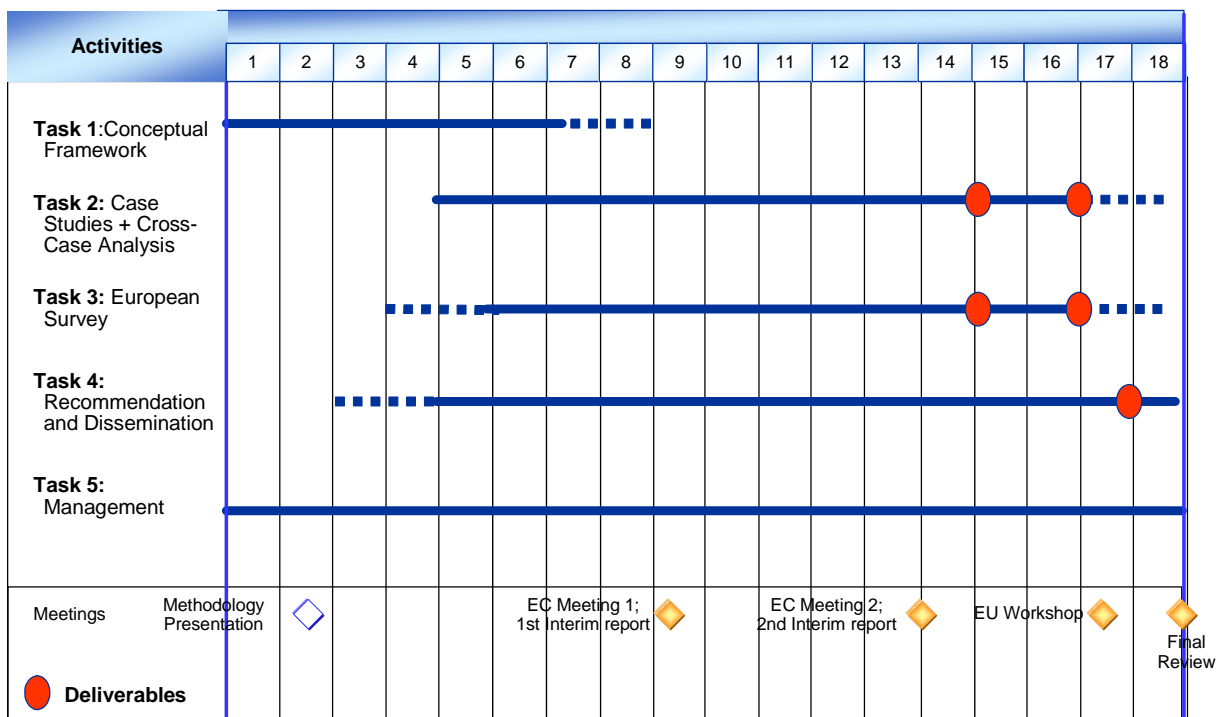 Activities
1 2 3 4 5 6 7 8 9 10 11 12 13 14 15 16 17 18
Task 1:Conceptual
Framework
Task 2: Case
Studies + Cross-
Case Analysis
Task 3: European
Survey
Task 4:
Recommendation
and Dissemination
Task 5:
Management
Meetings
Methodology
Presentation
EC Meeting 1;
1st Interim report
EC Meeting 2;
2nd Interim report
EU Workshop
Final
Review
Deliverables